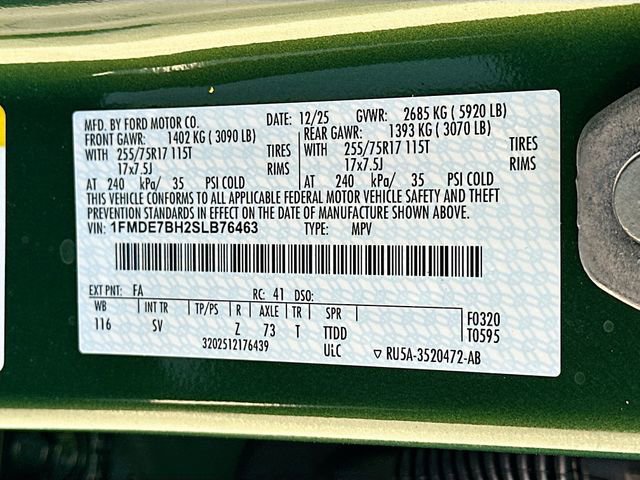 MFD. BY FORD MOTOR CO. DATE: 12/25 GVWR: 2685 KG ( 5920 LB)
FRONT GAWR: 1402 KG ( 3090 LB) REAR GAWR: 1393 KG ( 3070 LB)
WITH 255/75R17 115T TIRES WITH 255/75R17 115T TIRES
17x7.5J RIMS 17x7.5J RIMS
AT 240 kPa/ 35 PSI COLD AT 240 kPa/ 35 PSI COLD
THIS VEHICLE CONFORMS TO ALL APPLICABLE FEDERAL MOTOR VEHICLE SAFETY AND THEFT
PREVENTION STANDARDS IN EFFECT ON THE DATE OF MANUFACTURE SHOWN ABOVE.
VIN: 1FMDE7BH2SLB76463 TYPE: MPV
EXT PNT: FA RC: 41 DSO:
WB INT TR TP/PS R AXLE TR SPR F0320
116 SV Z 73 T TTDD T0595
3202512176439 ULC ▽ RU5A-3520472-AB